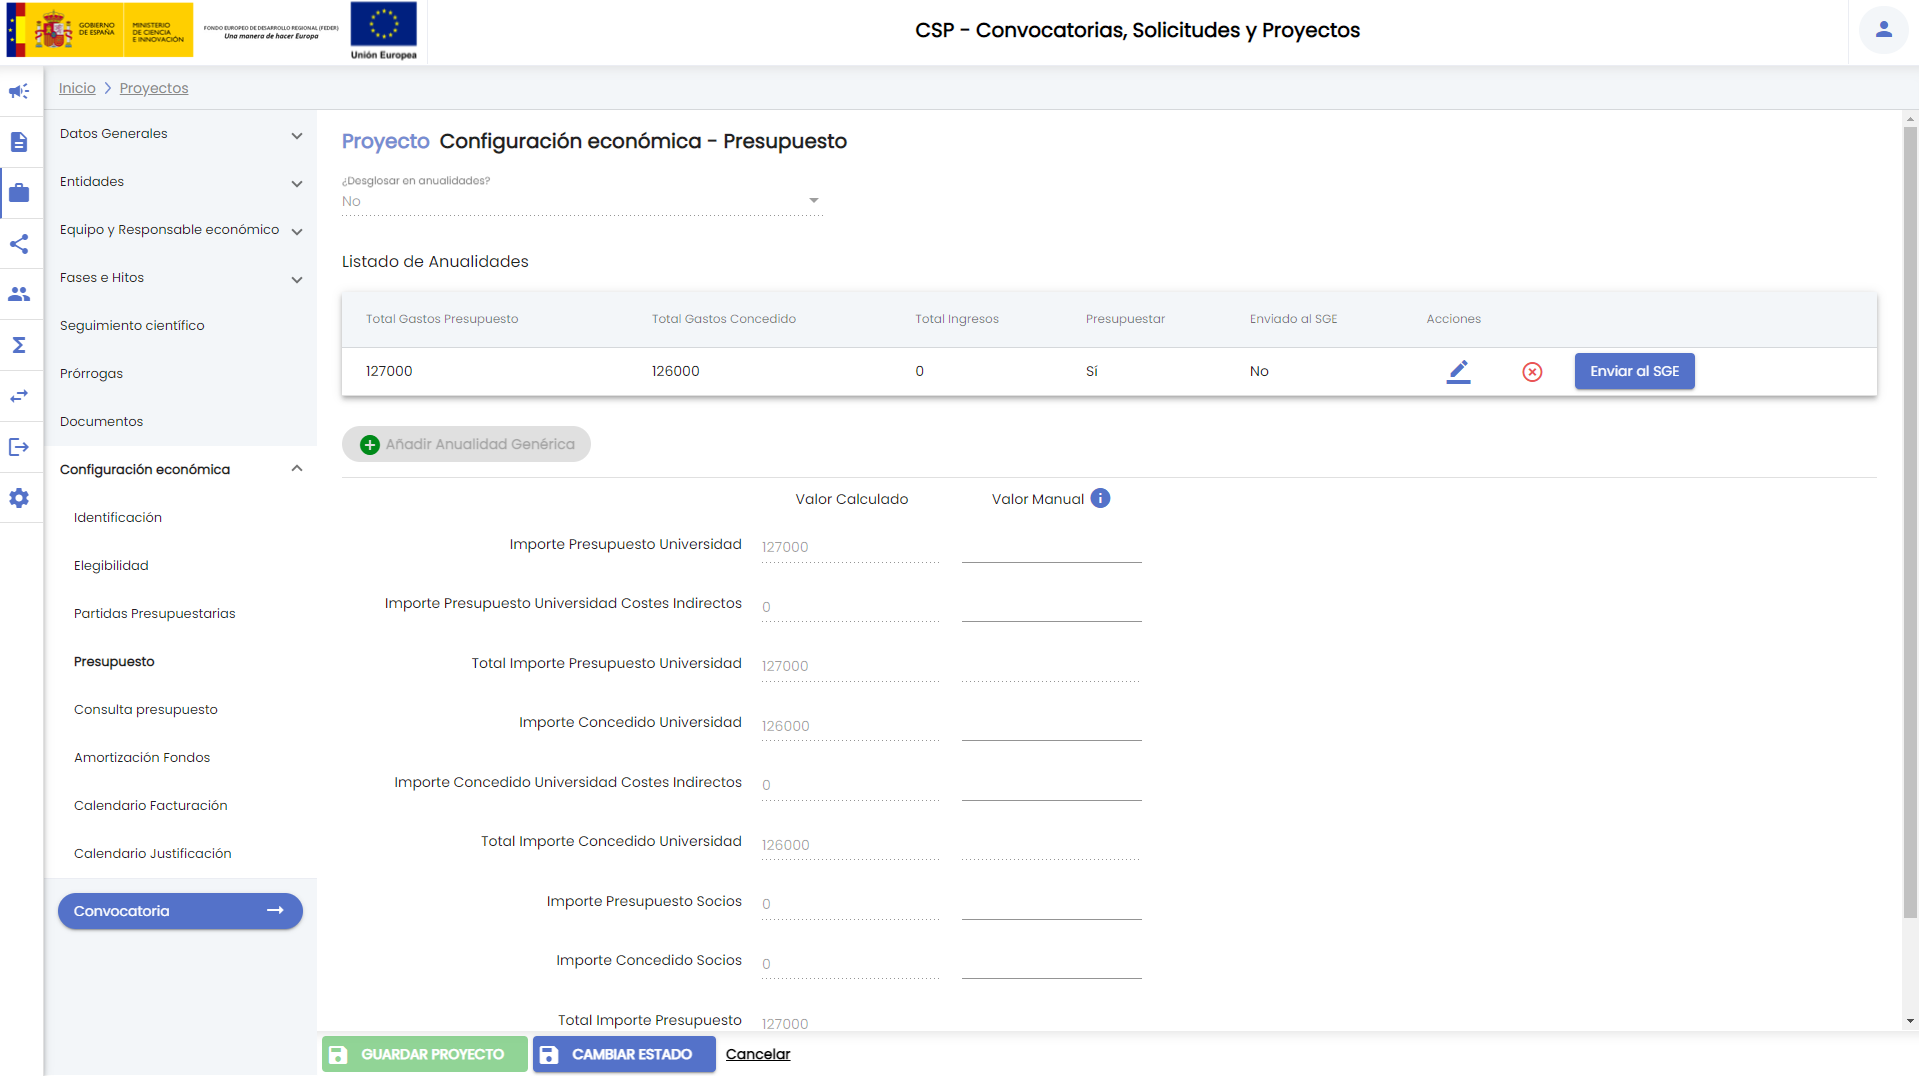 GOBIERNO
DE ESPAÑA
MINISTERIO
DE CIENCIA
E INNOVACIÓN
FONDO EUROPEO DE DESARROLLO REGIONAL (FEDER)
Una manera de hacer Europa
Unión Europea
CSP - Convocatorias, Solicitudes y Proyectos
Inicio > Proyectos
Datos Generales
Entidades
Equipo y Responsable económico
Fases e Hitos
Seguimiento científico
Prórrogas
Documentos
Configuración económica
Identificación
Elegibilidad
Partidas Presupuestarias
Presupuesto
Consulta presupuesto
Amortización Fondos
Calendario Facturación
Calendario Justificación
Convocatoria
Proyecto Configuración económica - Presupuesto
¿Desglosar en anualidades?
No
Listado de Anualidades
Total Gastos Presupuesto Total Gastos Concedido Total Ingresos Presupuestar Enviado al SGE Acciones
127000 126000 0 Sí No Enviar al SGE
Añadir Anualidad Genérica
Valor Calculado Valor Manual i
Importe Presupuesto Universidad 127000
Importe Presupuesto Universidad Costes Indirectos 0
Total Importe Presupuesto Universidad 127000
Importe Concedido Universidad 126000
Importe Concedido Universidad Costes Indirectos 0
Total Importe Concedido Universidad 126000
Importe Presupuesto Socios 0
Importe Concedido Socios 0
Total Importe Presupuesto 127000
GUARDAR PROYECTO CAMBIAR ESTADO Cancelar